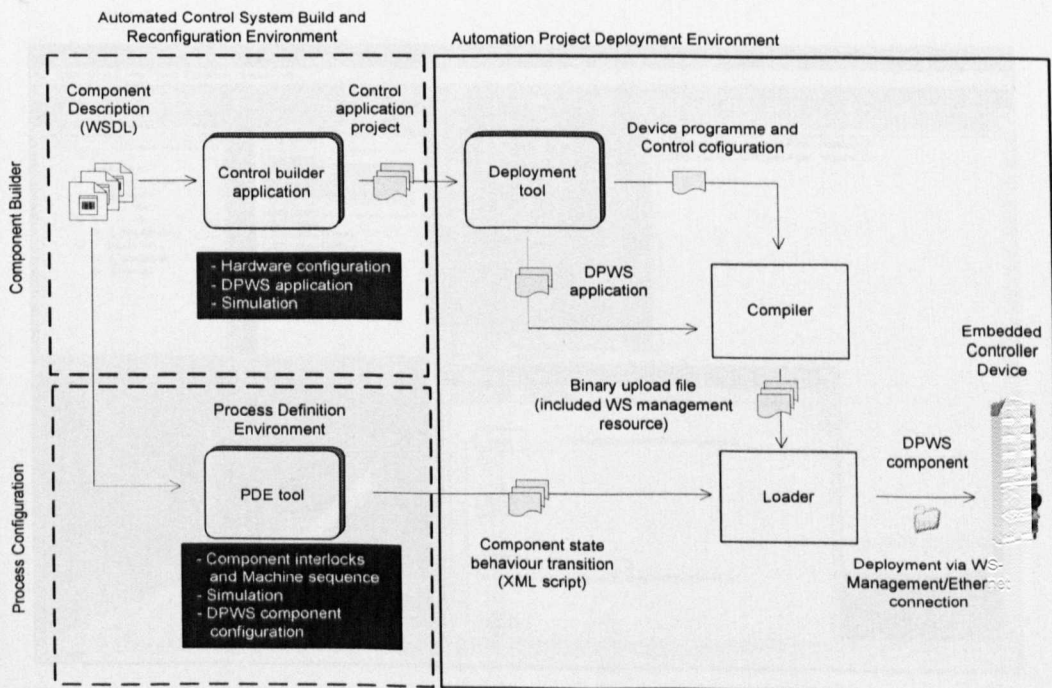 Automated Control System Build and
Reconfiguration Environment
Automation Project Deployment Environment
Component Builder
Component
Description
(WSDL)
Control builder
application
Control
application
project
- Hardware configuration
- DPWS application
- Simulation
Deployment
tool
Device programme and
Control cofiguration
DPWS
application
Compiler
Binary upload file
(included WS management
resource)
Embedded
Controller
Device
Process Configuration
Process Definition
Environment
PDE tool
- Component interlocks
and Machine sequence
- Simulation
- DPWS component
configuration
Component state
behaviour transition
(XML script)
Loader
DPWS
component
Deployment via WS-
Management/Ethernet
connection